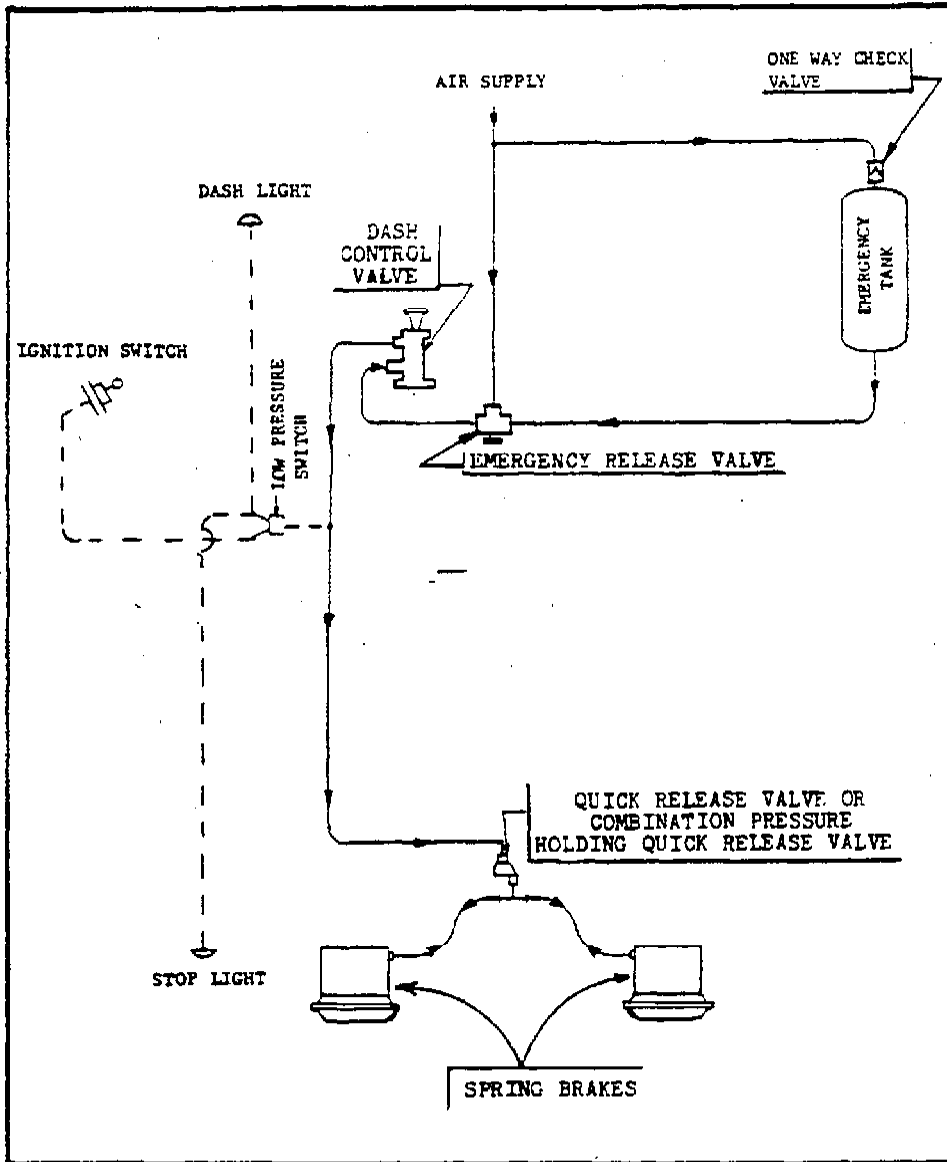 AIR SUPPLY
ONE WAY CHECK
VALVE
DASH LIGHT
DASH
CONTROL
VALVE
EMERGENCY
TANK
IGNITION SWITCH
LOW PRESSURE
SWITCH
EMERGENCY RELEASE VALVE
QUICK RELEASE VALVE OR
COMBINATION PRESSURE
HOLDING QUICK RELEASE VALVE
STOP LIGHT
SPRING BRAKES